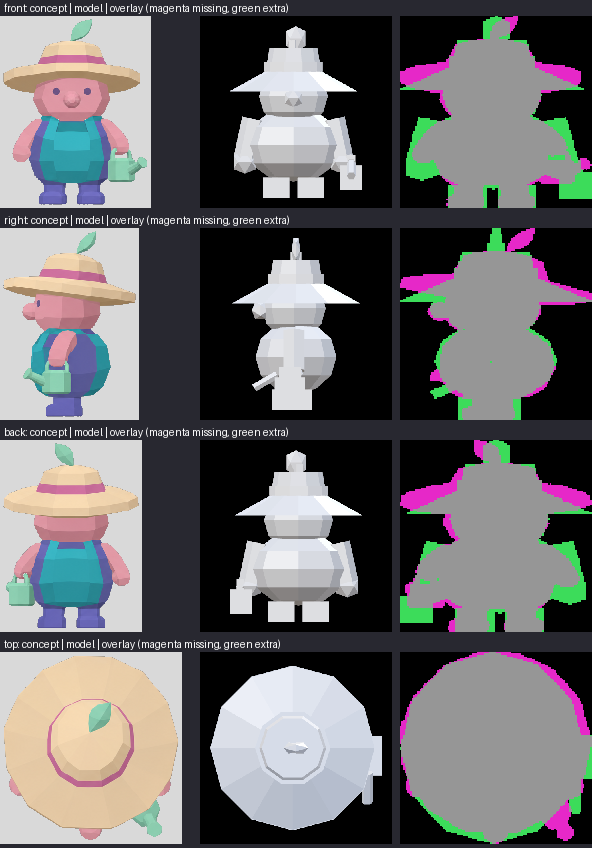 front: concept | model | overlay (magenta missing, green extra)
right: concept | model | overlay (magenta missing, green extra)
back: concept | model | overlay (magenta missing, green extra)
top: concept | model | overlay (magenta missing, green extra)